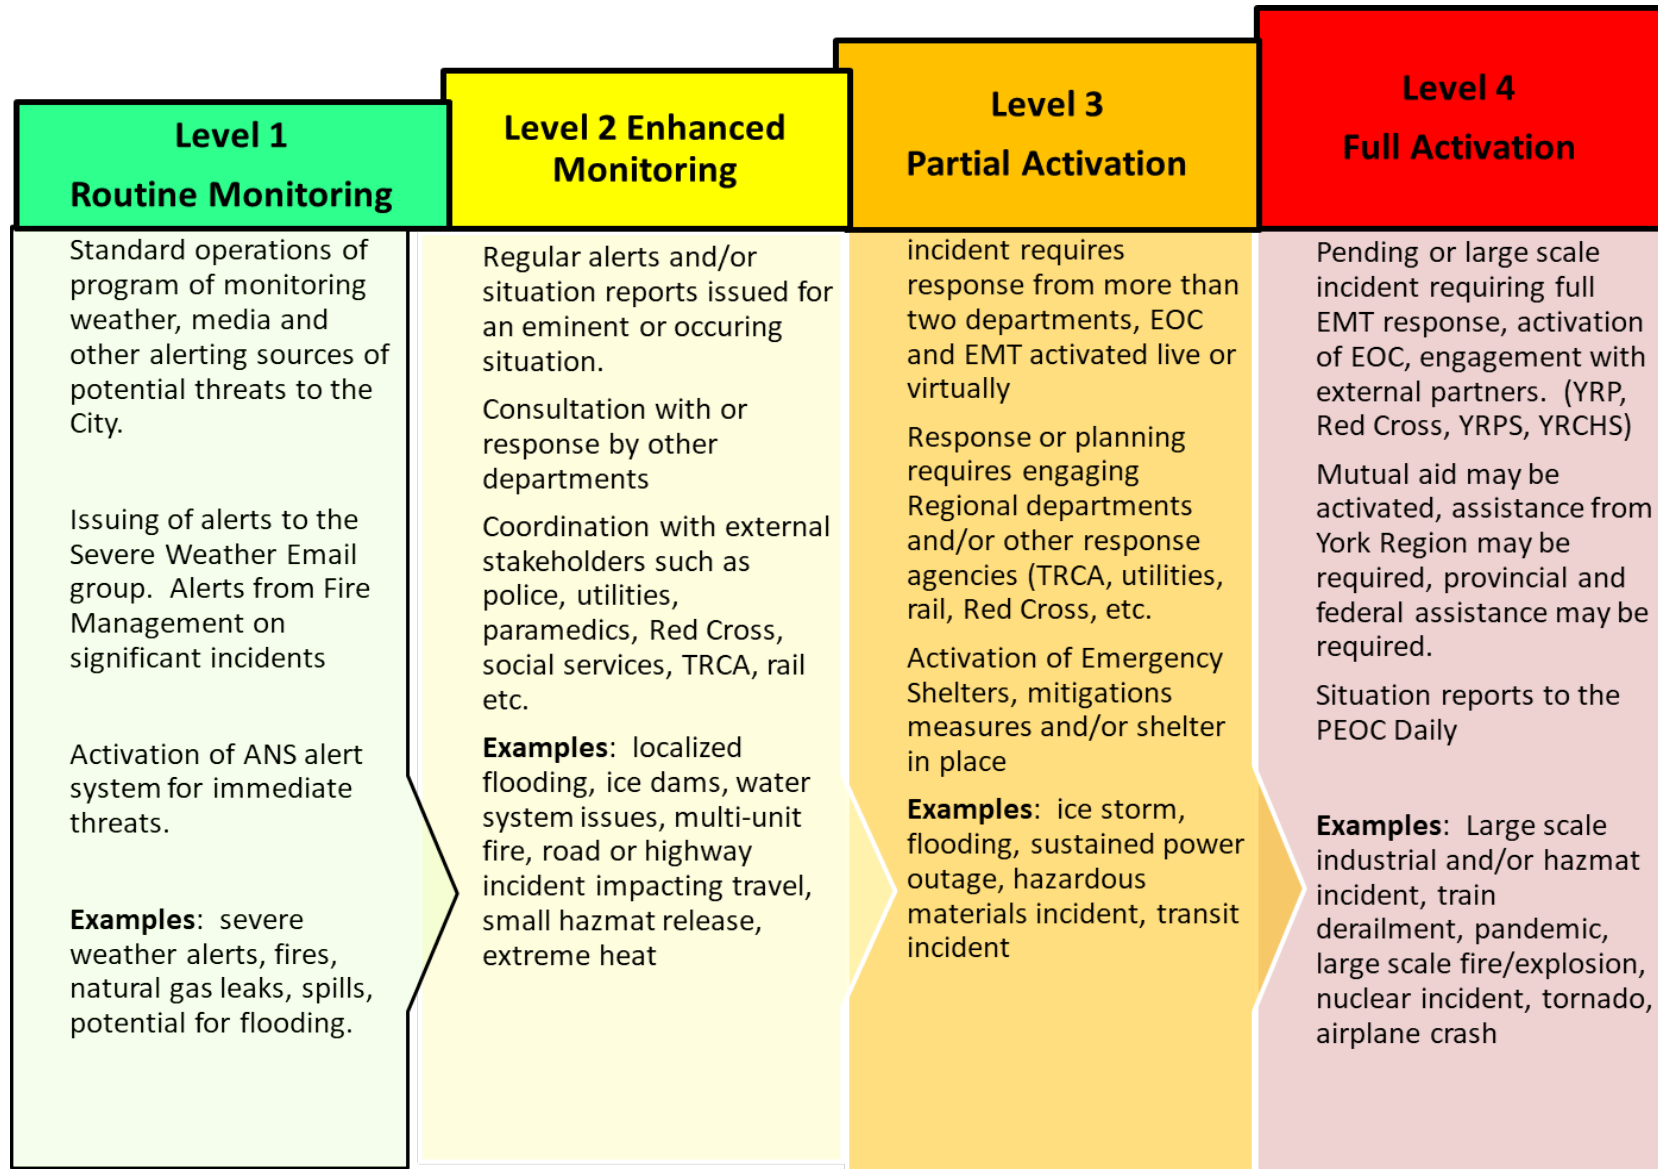 Level 1
Routine Monitoring
Standard operations of
program of monitoring
weather, media and
other alerting sources of
potential threats to the
City.
Issuing of alerts to the
Severe Weather Email
group.  Alerts from Fire
Management on
significant incidents
Activation of ANS alert
system for immediate
threats.
Examples:  severe
weather alerts, fires,
natural gas leaks, spills,
potential for flooding.
Level 2 Enhanced
Monitoring
Regular alerts and/or
situation reports issued for
an eminent or occuring
situation.
Consultation with or
response by other
departments
Coordination with external
stakeholders such as
police, utilities,
paramedics, Red Cross,
social services, TRCA, rail
etc.
Examples:  localized
flooding, ice dams, water
system issues, multi-unit
fire, road or highway
incident impacting travel,
small hazmat release,
extreme heat
Level 3
Partial Activation
incident requires
response from more than
two departments, EOC
and EMT activated live or
virtually
Response or planning
requires engaging
Regional departments
and/or other response
agencies (TRCA, utilities,
rail, Red Cross, etc.
Activation of Emergency
Shelters, mitigations
measures and/or shelter
in place
Examples:  ice storm,
flooding, sustained power
outage, hazardous
materials incident, transit
incident
Level 4
Full Activation
Pending or large scale
incident requiring full
EMT response, activation
of EOC, engagement with
external partners.  (YRP,
Red Cross, YRPS, YRCHS)
Mutual aid may be
activated, assistance from
York Region may be
required, provincial and
federal assistance may be
required.
Situation reports to the
PEOC Daily
Examples:  Large scale
industrial and/or hazmat
incident, train
derailment, pandemic,
large scale fire/explosion,
nuclear incident, tornado,
airplane crash